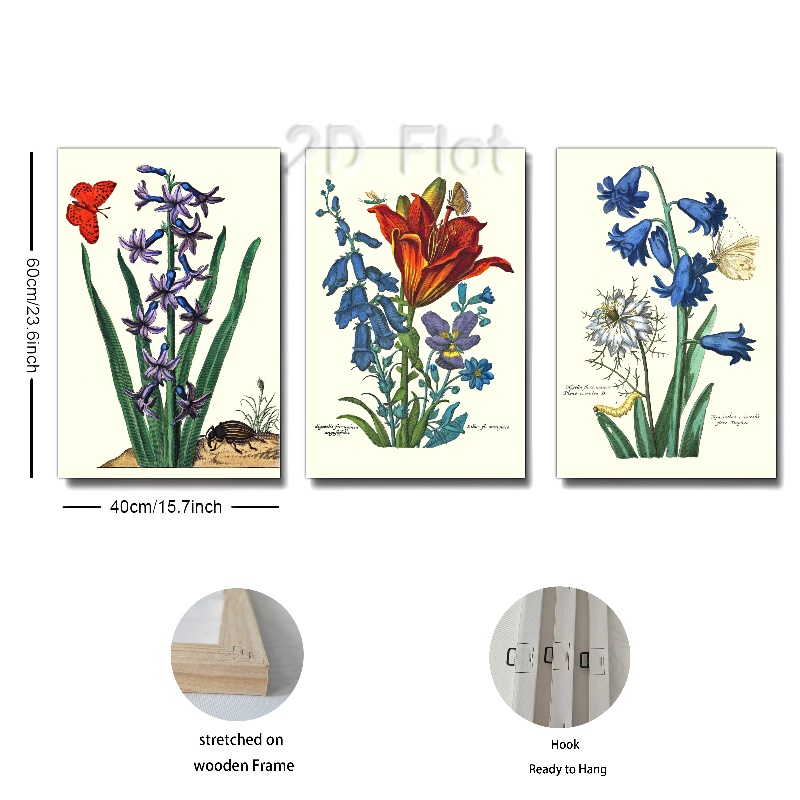 2D Flat
60cm/23.6inch
40cm/15.7inch
stretched on
wooden Frame
Hook
Ready to Hang